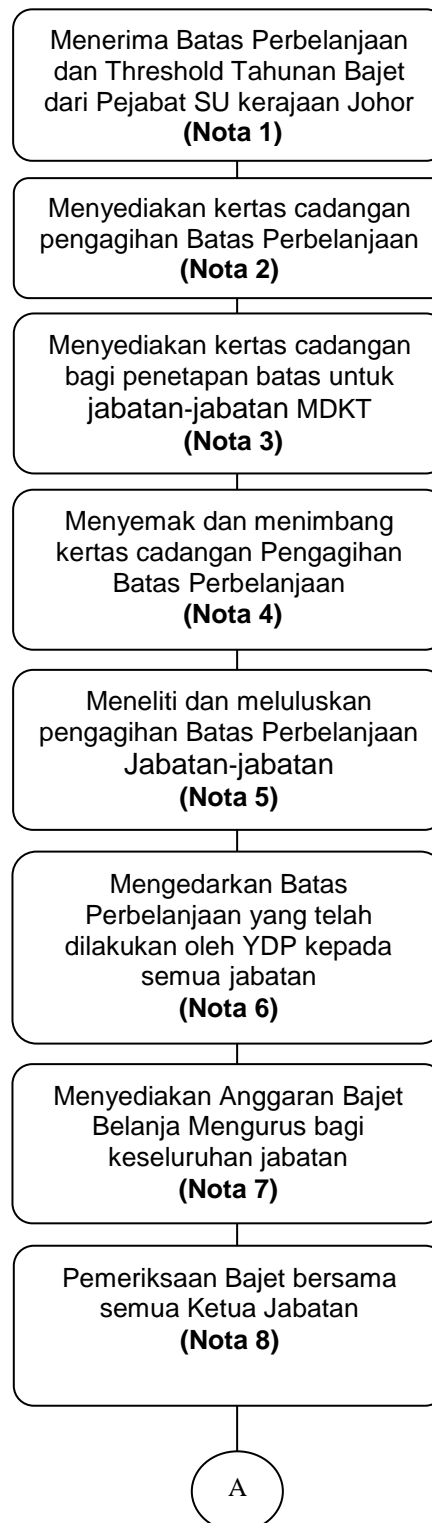 Menerima Batas Perbelanjaan
dan Threshold Tahunan Bajet
dari Pejabat SU kerajaan Johor
(Nota 1)
Menyediakan kertas cadangan
pengagihan Batas Perbelanjaan
(Nota 2)
Menyediakan kertas cadangan
bagi penetapan batas untuk
jabatan-jabatan MDKT
(Nota 3)
Menyemak dan menimbang
kertas cadangan Pengagihan
Batas Perbelanjaan
(Nota 4)
Meneliti dan meluluskan
pengagihan Batas Perbelanjaan
Jabatan-jabatan
(Nota 5)
Mengedarkan Batas
Perbelanjaan yang telah
dilakukan oleh YDP kepada
semua jabatan
(Nota 6)
Menyediakan Anggaran Bajet
Belanja Mengurus bagi
keseluruhan jabatan
(Nota 7)
Pemeriksaan Bajet bersama
semua Ketua Jabatan
(Nota 8)
A